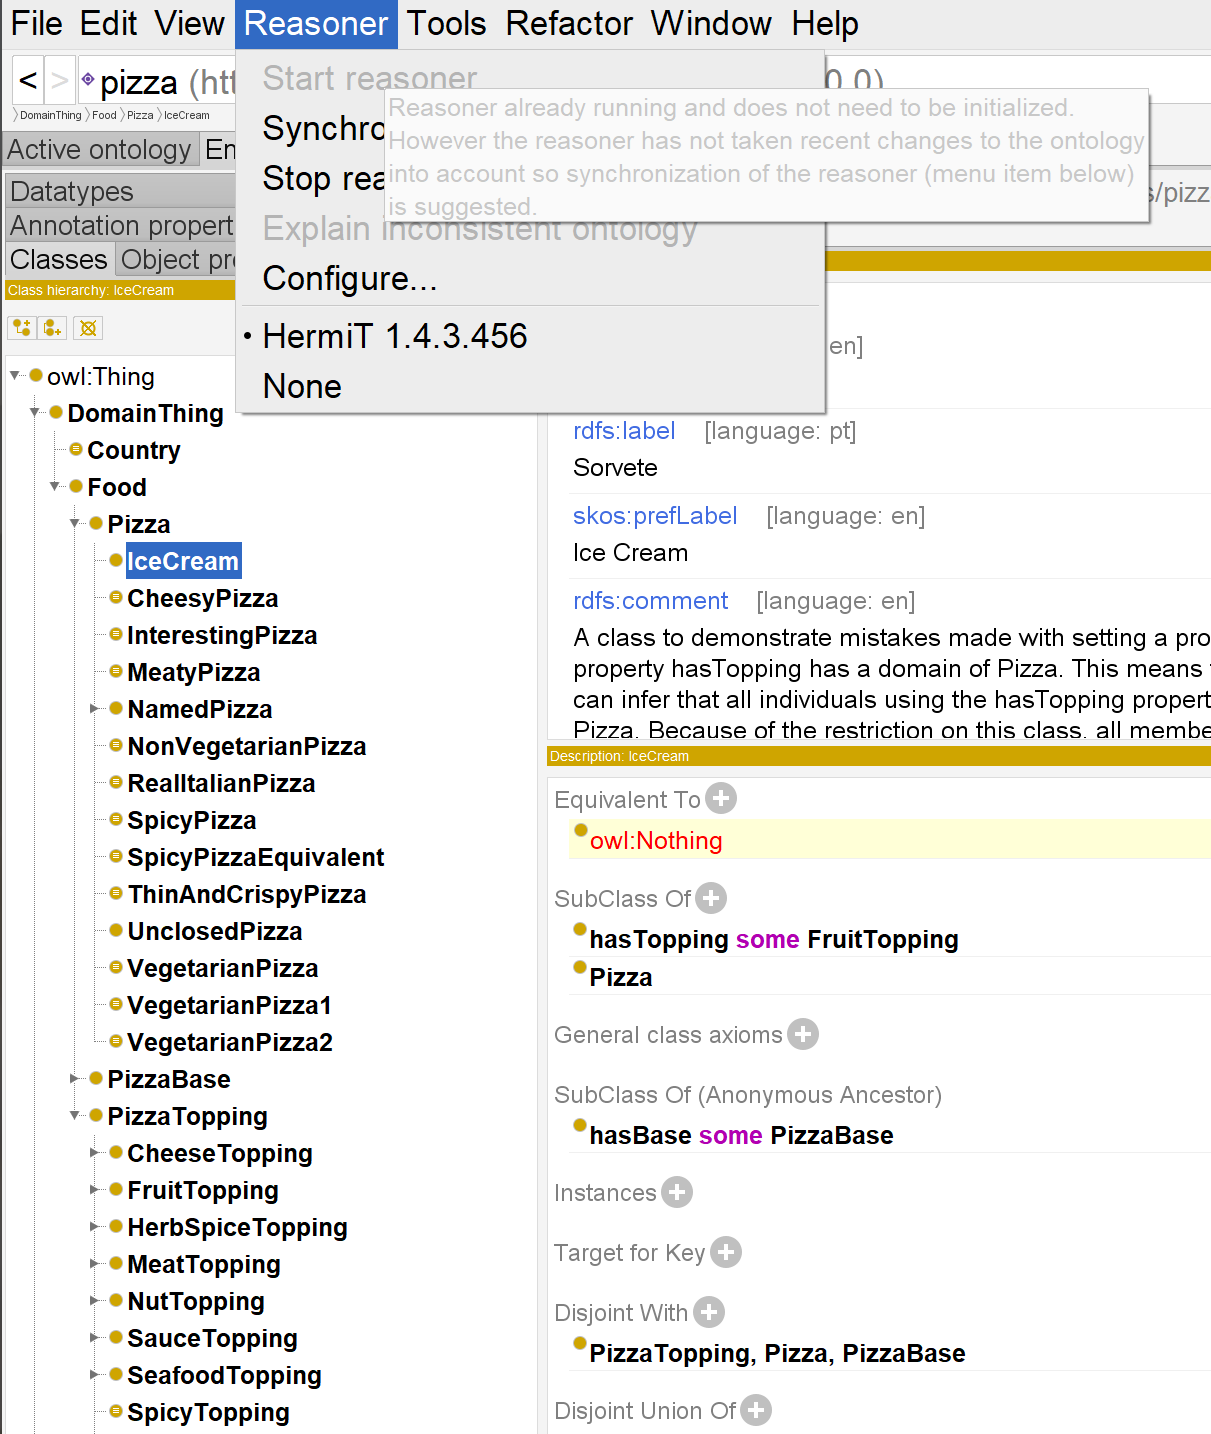 File Edit View Reasoner Tools Refactor Window Help
< > pizza (htt 0.0)
DomainThing Food Pizza IceCream
Start reasoner
Synchro
Stop rea
Explain inconsistent ontology
Configure...
HermiT 1.4.3.456
None
Reasoner already running and does not need to be initialized.
However the reasoner has not taken recent changes to the ontology
into account so synchronization of the reasoner (menu item below)
is suggested.
Active ontology En
Datatypes
s/pizz
Annotation propert
Classes Object pr
Class hierarchy: IceCream
owl:Thing
DomainThing
Country
Food
Pizza
IceCream
CheesyPizza
InterestingPizza
MeatyPizza
NamedPizza
NonVegetarianPizza
RealItalianPizza
SpicyPizza
SpicyPizzaEquivalent
ThinAndCrispyPizza
UnclosedPizza
VegetarianPizza
VegetarianPizza1
VegetarianPizza2
PizzaBase
PizzaTopping
CheeseTopping
FruitTopping
HerbSpiceTopping
MeatTopping
NutTopping
SauceTopping
SeafoodTopping
SpicyTopping
en]
rdfs:label [language: pt]
Sorvete
skos:prefLabel [language: en]
Ice Cream
rdfs:comment [language: en]
A class to demonstrate mistakes made with setting a pro
property hasTopping has a domain of Pizza. This means
can infer that all individuals using the hasTopping propert
Pizza. Because of the restriction on this class, all membe
Description: IceCream
Equivalent To
owl:Nothing
SubClass Of
hasTopping some FruitTopping
Pizza
General class axioms
SubClass Of (Anonymous Ancestor)
hasBase some PizzaBase
Instances
Target for Key
Disjoint With
PizzaTopping, Pizza, PizzaBase
Disjoint Union Of